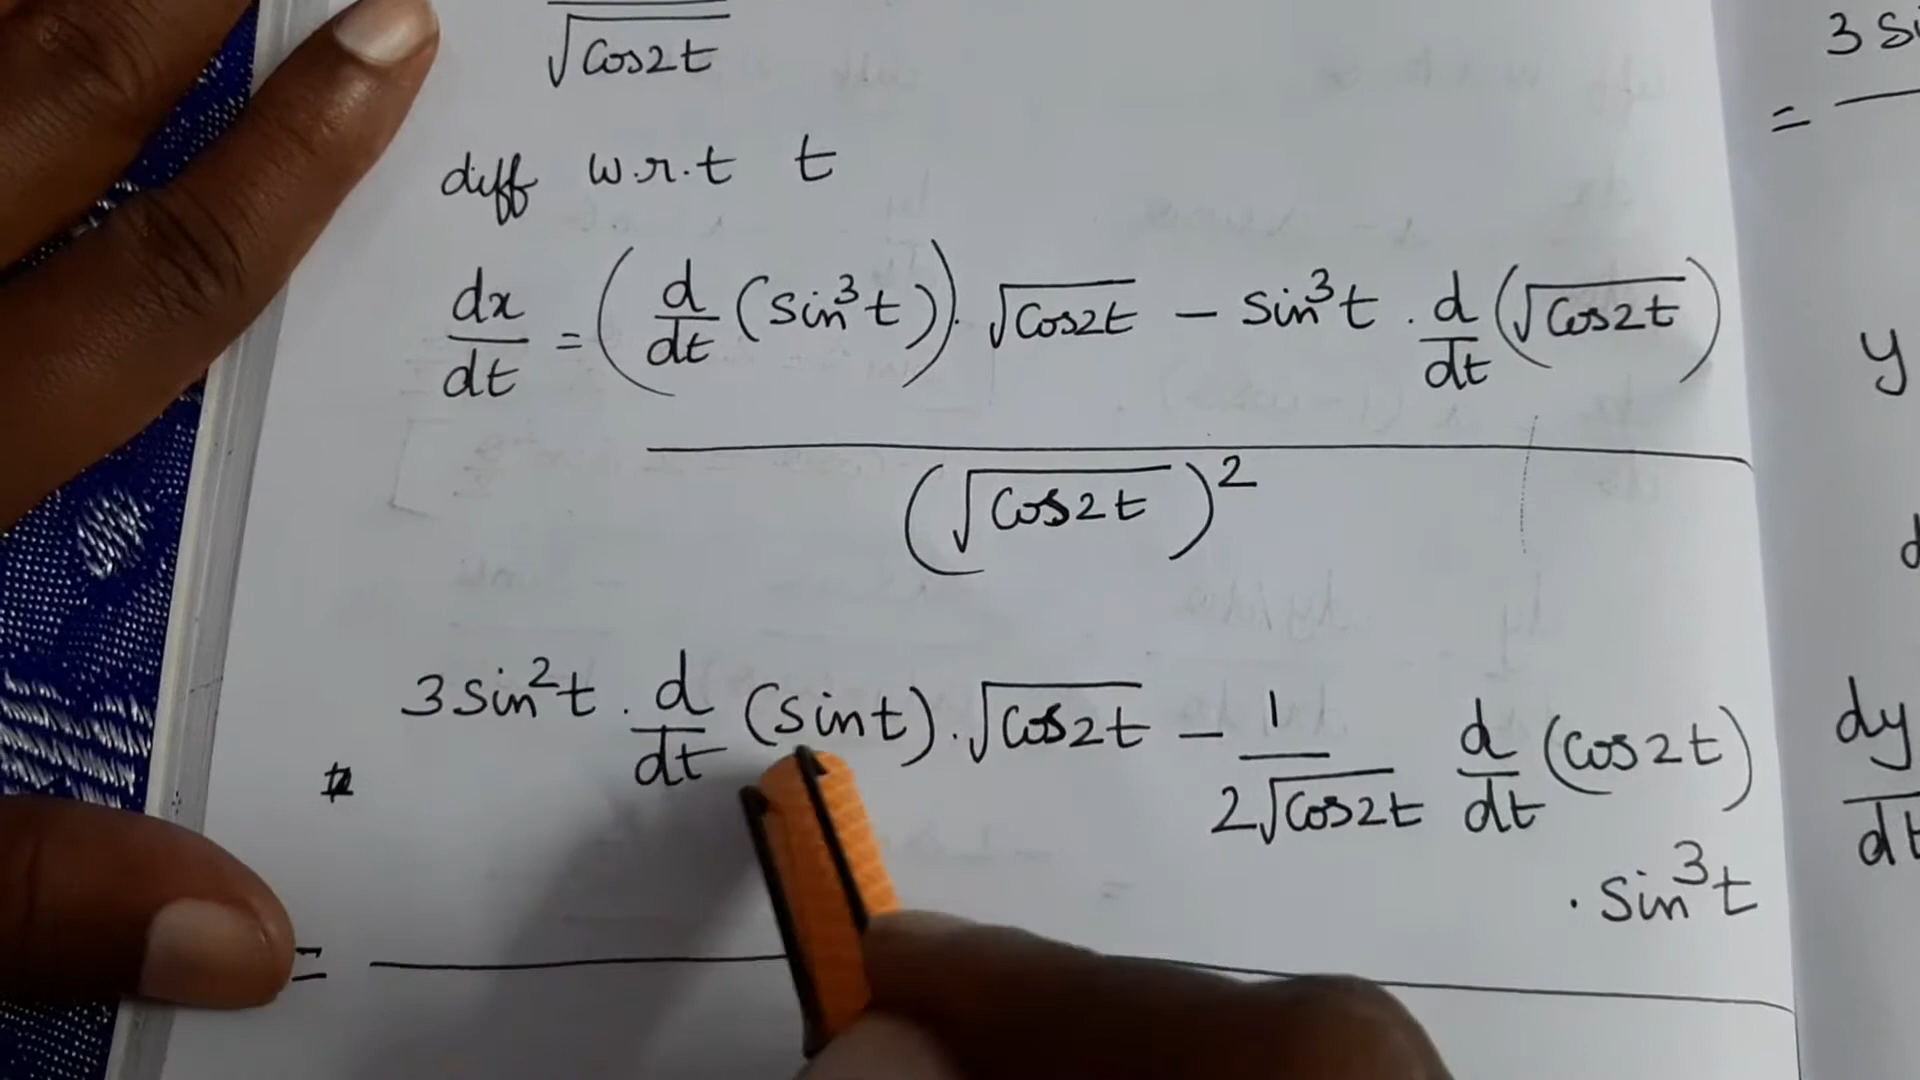 √cos2t
diff w.r.t t
dx/dt = (d/dt (sin³t)). √cos2t − sin³t . d/dt (√cos2t)
(√cos2t)²
3sin²t . d/dt (sint) . √cos2t − 1/2√cos2t d/dt (cos2t)
. sin³t
=
3 si
=
y
d
dy/dt